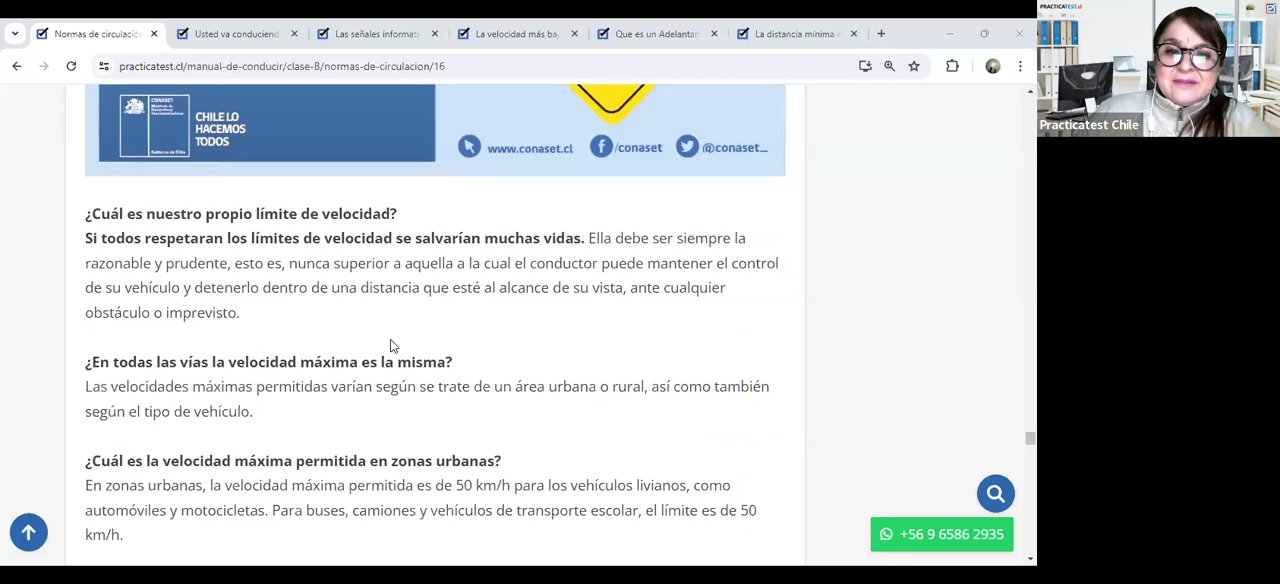 Normas de circulació
Usted va conduciend
Las señales informati
La velocidad más ba
Que es un Adelantar
La distancia mínima e
practicatest.cl/manual-de-conducir/clase-B/normas-de-circulacion/16
PRACTICATEST.cl
Practicatest Chile
CONASET
CHILE LO
HACEMOS
TODOS
www.conaset.cl
/conaset
@conaset_
¿Cuál es nuestro propio límite de velocidad?
Si todos respetaran los límites de velocidad se salvarían muchas vidas. Ella debe ser siempre la
razonable y prudente, esto es, nunca superior a aquella a la cual el conductor puede mantener el control
de su vehículo y detenerlo dentro de una distancia que esté al alcance de su vista, ante cualquier
obstáculo o imprevisto.
¿En todas las vías la velocidad máxima es la misma?
Las velocidades máximas permitidas varían según se trate de un área urbana o rural, así como también
según el tipo de vehículo.
¿Cuál es la velocidad máxima permitida en zonas urbanas?
En zonas urbanas, la velocidad máxima permitida es de 50 km/h para los vehículos livianos, como
automóviles y motocicletas. Para buses, camiones y vehículos de transporte escolar, el límite es de 50
km/h.
+56 9 6586 2935